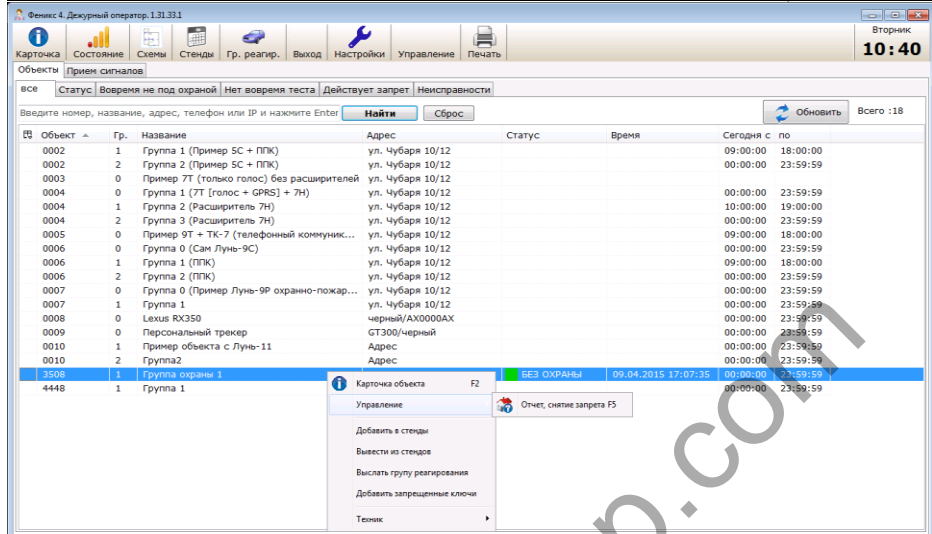 Феникс 4. Дежурный оператор. 1.31.33.1
Карточка Состояние Схемы Стенды Гр. реагир. Выход Настройки Управление Печать
Вторник
10:40
Объекты Прием сигналов
все Статус Вовремя не под охраной Нет вовремя теста Действует запрет Неисправности
Введите номер, название, адрес, телефон или IP и нажмите Enter Найти Сброс Обновить Всего :18
Объект Гр. Название Адрес Статус Время Сегодня с по
0002 1 Группа 1 (Пример 5С + ППК) ул. Чубаря 10/12 09:00:00 18:00:00
0002 2 Группа 2 (Пример 5С + ППК) ул. Чубаря 10/12 00:00:00 23:59:59
0003 0 Пример 7Т (только голос) без расширителей ул. Чубаря 10/12
0004 0 Группа 1 (7Т [голос + GPRS] + 7Н) ул. Чубаря 10/12 00:00:00 23:59:59
0004 1 Группа 2 (Расширитель 7Н) ул. Чубаря 10/12 10:00:00 19:00:00
0004 2 Группа 3 (Расширитель 7Н) ул. Чубаря 10/12 00:00:00 23:59:59
0005 0 Пример 9Т + ТК-7 (телефонный коммуник... ул. Чубаря 10/12 09:00:00 18:00:00
0006 0 Группа 0 (Сам Лунь-9С) ул. Чубаря 10/12 00:00:00 23:59:59
0006 1 Группа 1 (ППК) ул. Чубаря 10/12 09:00:00 18:00:00
0006 2 Группа 2 (ППК) ул. Чубаря 10/12 00:00:00 23:59:59
0007 0 Группа 0 (Пример Лунь-9Р охранно-пожар... ул. Чубаря 10/12 00:00:00 23:59:59
0007 1 Группа 1 ул. Чубаря 10/12 00:00:00 23:59:59
0008 0 Lexus RX350 черный/АХ0000АХ 00:00:00 23:59:59
0009 0 Персональный трекер GT300/черный 00:00:00 23:59:59
0010 1 Пример объекта с Лунь-11 Адрес 00:00:00 23:59:59
0010 2 Группа2 Адрес 00:00:00 23:59:59
3508 1 Группа охраны 1 БЕЗ ОХРАНЫ 09.04.2015 17:07:35 00:00:00 23:59:59
4448 1 Группа 1 00:00:00 23:59:59
Карточка объекта F2
Управление Отчет, снятие запрета F5
Добавить в стенды
Вывести из стендов
Выслать групу реагирования
Добавить запрещенные ключи
Техник
p.com